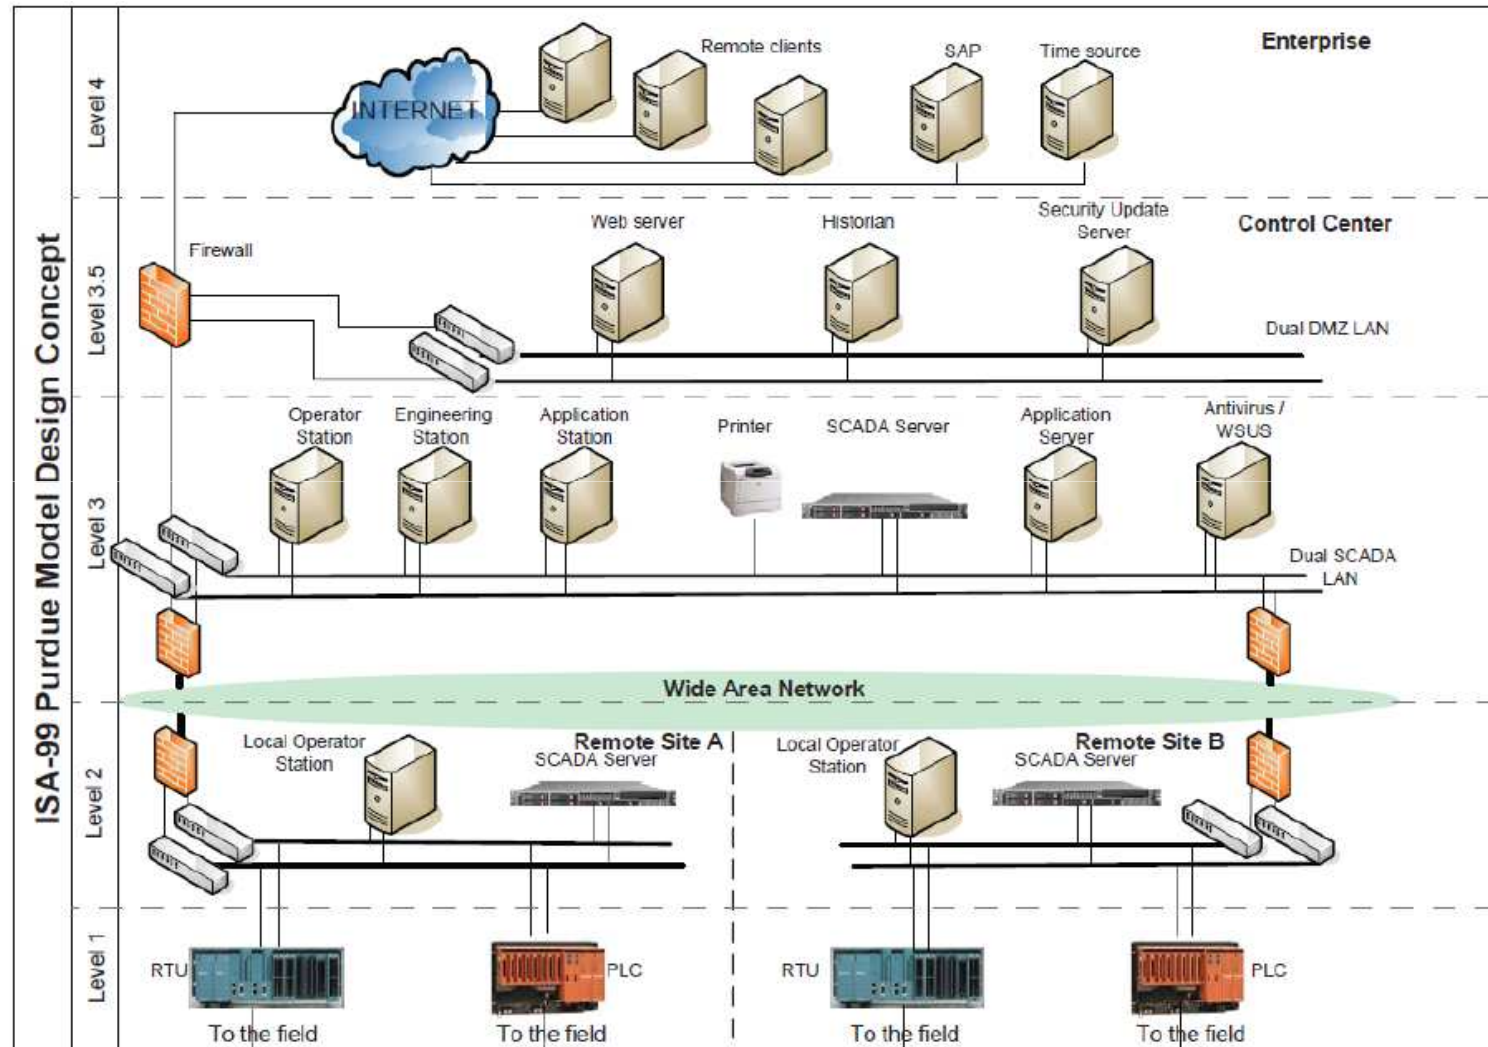 ISA-99 Purdue Model Design Concept
Level 4
Enterprise
INTERNET
Remote clients
SAP
Time source
Level 3.5
Control Center
Firewall
Web server
Historian
Security Update
Server
Dual DMZ LAN
Level 3
Operator
Station
Engineering
Station
Application
Station
Printer
SCADA Server
Application
Server
Antivirus /
WSUS
Dual SCADA
LAN
Wide Area Network
Level 2
Local Operator
Station
Remote Site A
SCADA Server
Local Operator
Station
Remote Site B
SCADA Server
Level 1
RTU
PLC
RTU
PLC
To the field
To the field
To the field
To the field